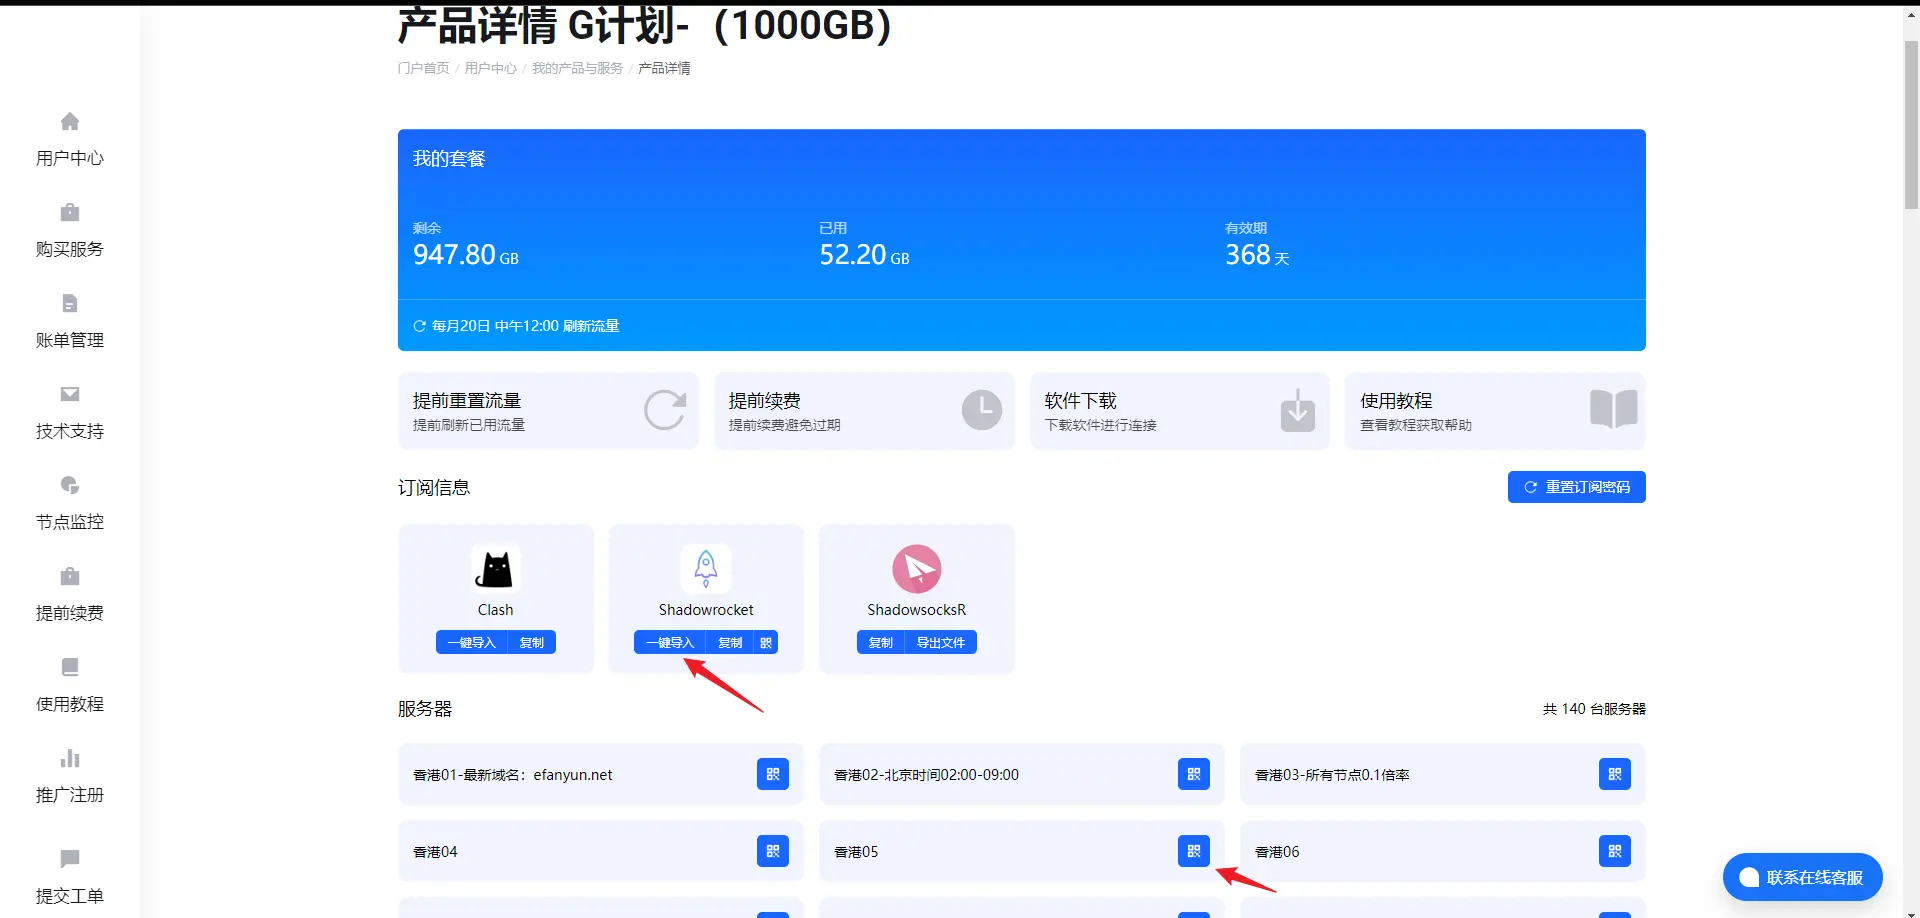 产品详情 G计划-（1000GB）
门户首页 / 用户中心 / 我的产品与服务 / 产品详情
用户中心
购买服务
账单管理
技术支持
节点监控
提前续费
使用教程
推广注册
提交工单
我的套餐
剩余 已用 有效期
947.80 GB 52.20 GB 368 天
每月20日 中午12:00 刷新流量
提前重置流量
提前刷新已用流量
提前续费
提前续费避免过期
软件下载
下载软件进行连接
使用教程
查看教程获取帮助
订阅信息
重置订阅密码
Clash
一键导入 复制
Shadowrocket
一键导入 复制
ShadowsocksR
复制 导出文件
服务器
共 140 台服务器
香港01-最新域名：efanyun.net
香港02-北京时间02:00-09:00
香港03-所有节点0.1倍率
香港04
香港05
香港06
联系在线客服